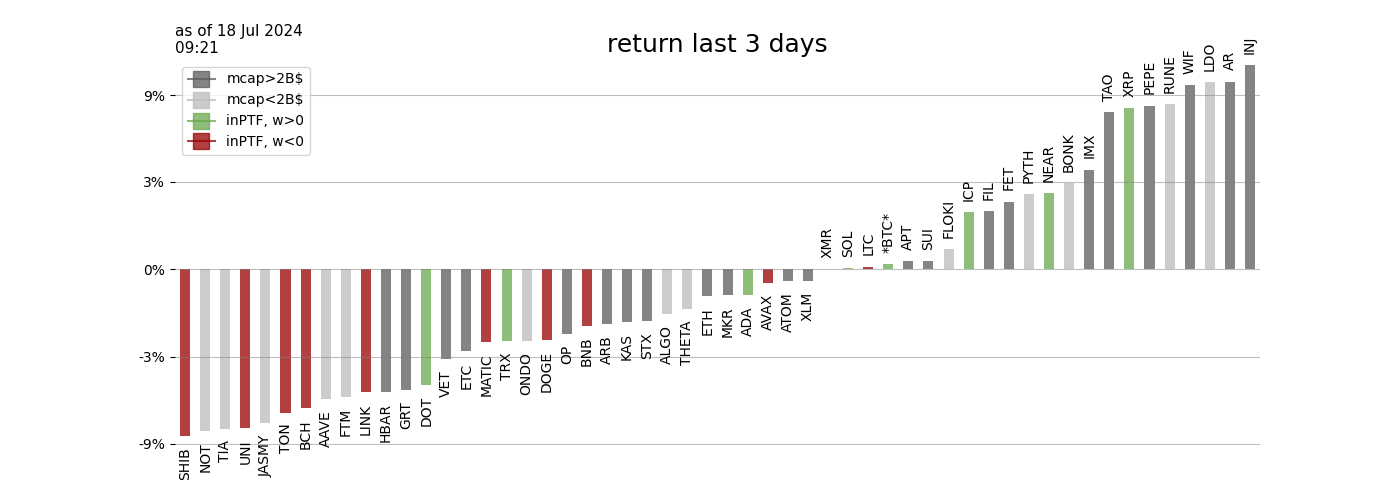 as of 18 Jul 2024
09:21
return last 3 days
mcap>2B$
mcap<2B$
inPTF, w>0
inPTF, w<0
9%
3%
0%
-3%
-9%
SHIB
NOT
TIA
UNI
JASMY
TON
BCH
AAVE
FTM
LINK
HBAR
GRT
DOT
VET
ETC
MATIC
TRX
ONDO
DOGE
OP
BNB
ARB
KAS
STX
ALGO
THETA
ETH
MKR
ADA
AVAX
ATOM
XLM
XMR
SOL
LTC
*BTC*
APT
SUI
FLOKI
ICP
FIL
FET
PYTH
NEAR
BONK
IMX
TAO
XRP
PEPE
RUNE
WIF
LDO
AR
INJ